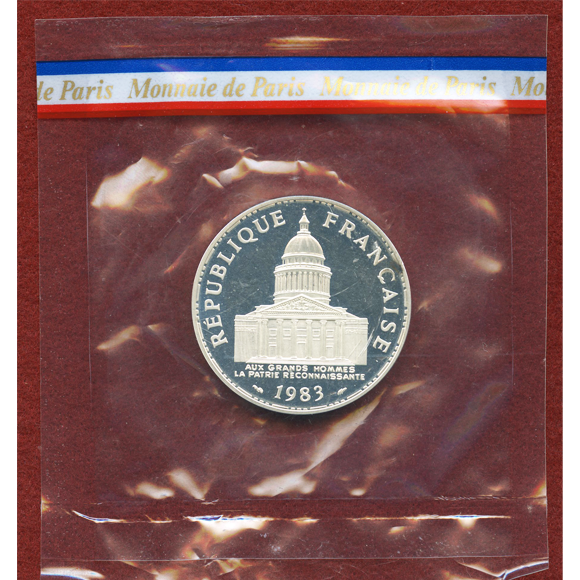 de Paris Monnaie de Paris Monnaie de Paris Mo
RÉPUBLIQUE FRANÇAISE
AUX GRANDS HOMMES
LA PATRIE RECONNAISSANTE
1983